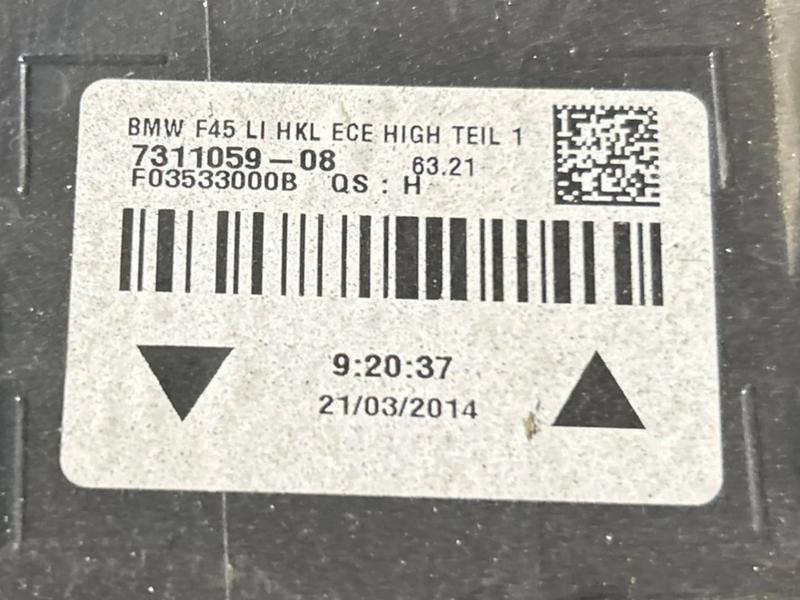 BMW F45 LI HKL ECE HIGH TEIL 1
7311059-08 63.21
F03533000B QS : H
9:20:37
21/03/2014